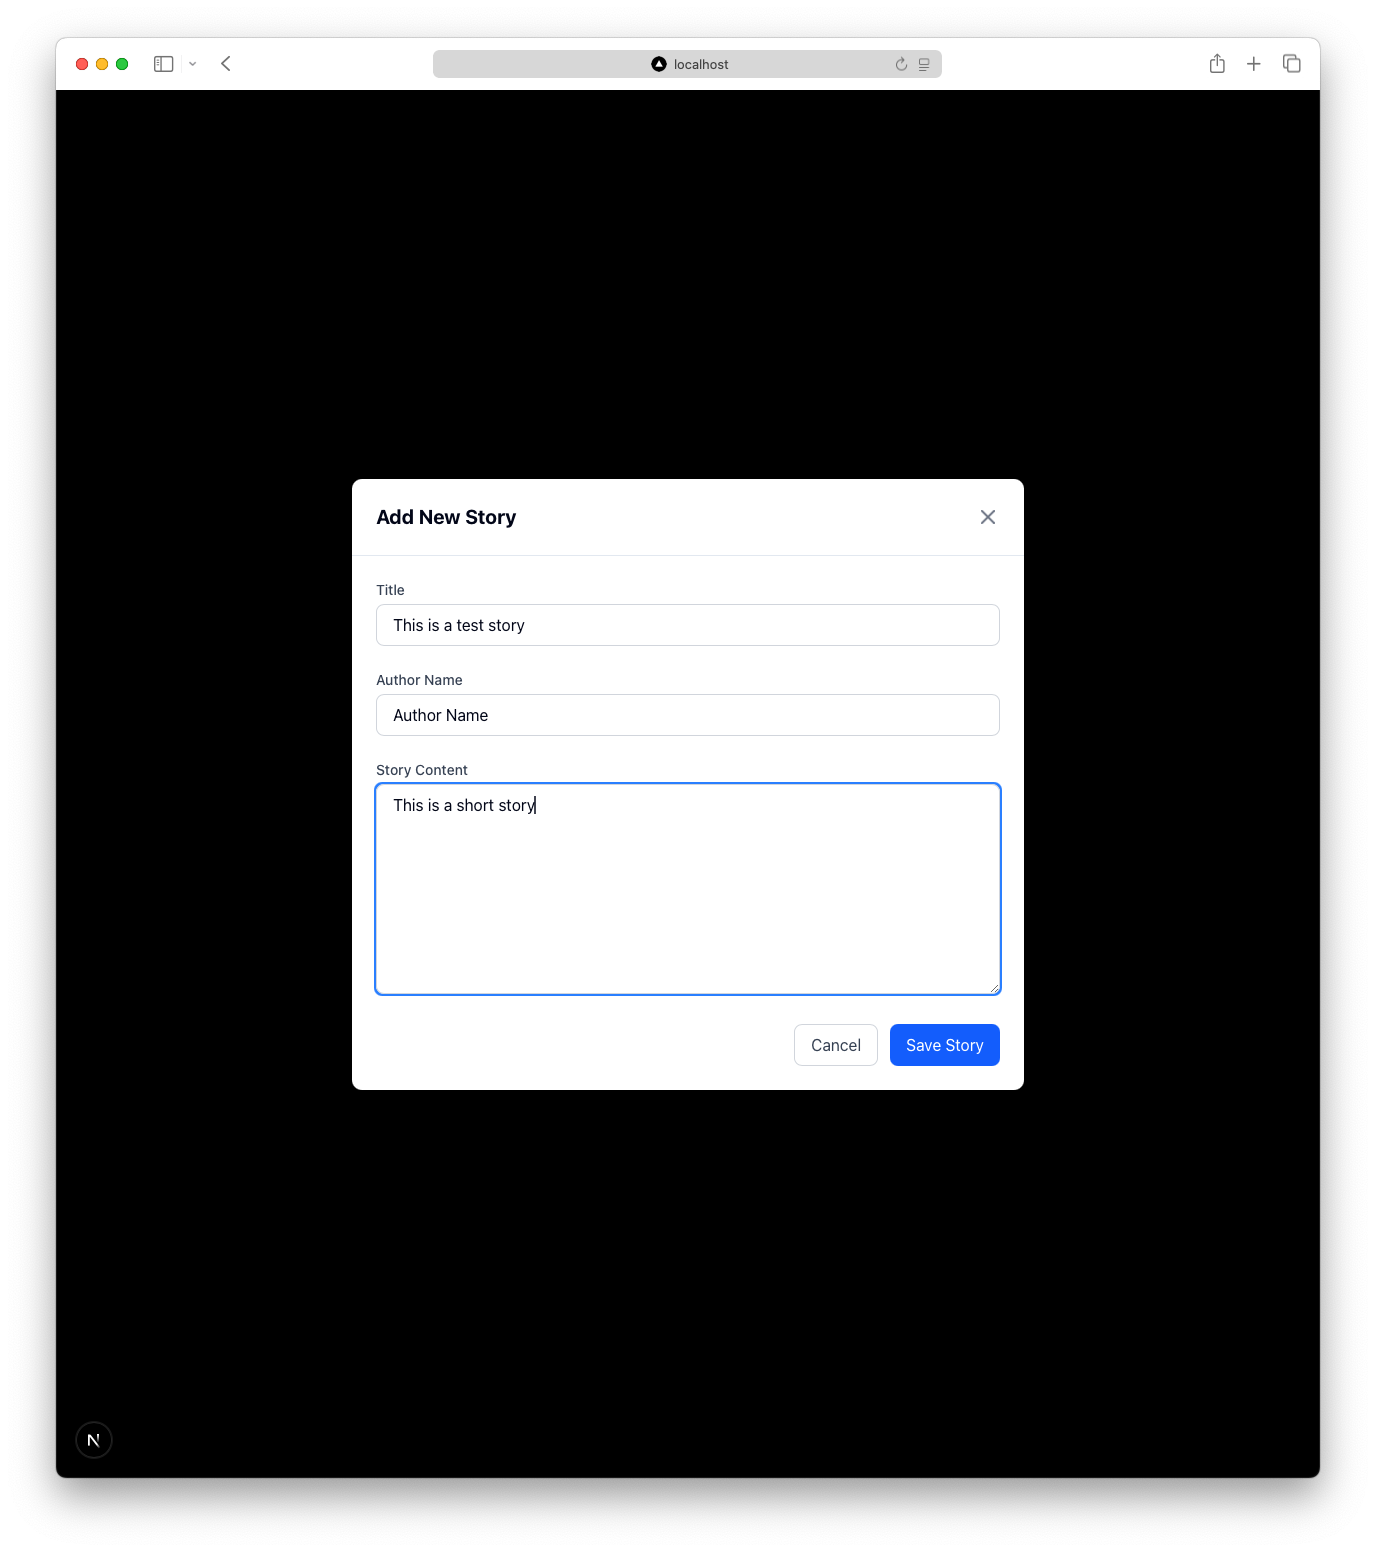 localhost
Add New Story
Title
This is a test story
Author Name
Author Name
Story Content
This is a short story
Cancel
Save Story
N